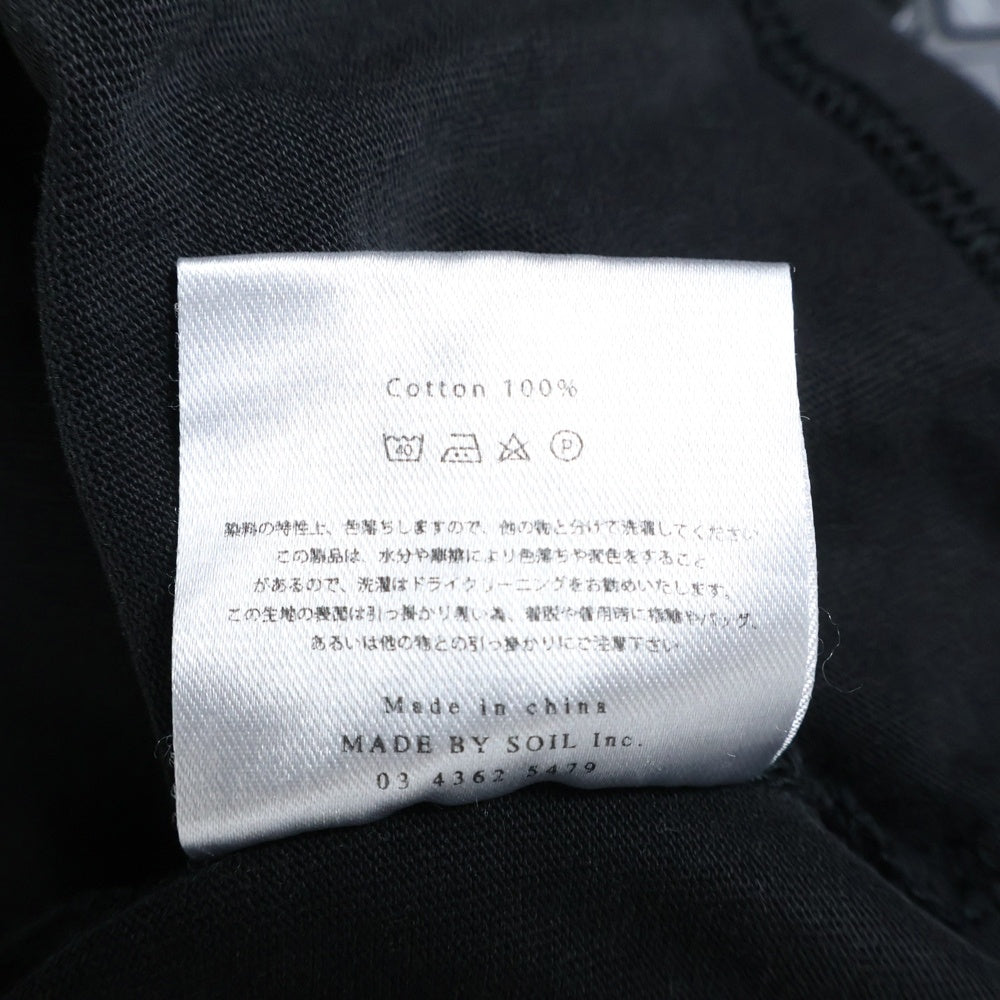 Cotton 100%
40 P
染料の特性上、色落ちしますので、他の物と分けて洗濯してください
この製品は、水分や摩擦により色落ちや変色をすること
があるので、洗濯はドライクリーニングをお勧めいたします。
この生地の表面は引っ掛かり易い為、着脱や着用時に指輪やバッグ、
あるいは他の物との引っ掛かりにご注意下さい
Made in china
MADE BY SOIL Inc.
03 4362 5479